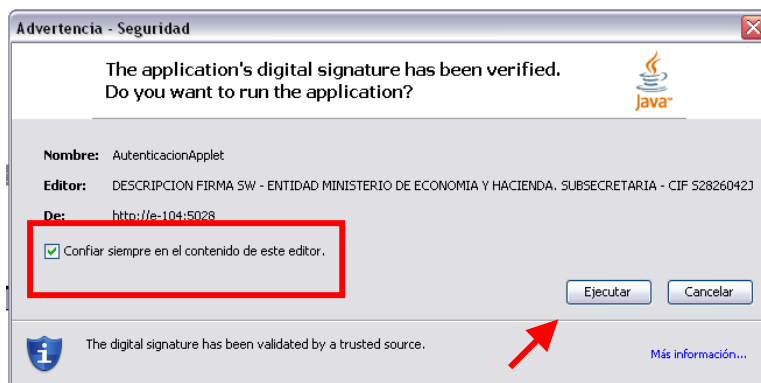 Advertencia - Seguridad
The application's digital signature has been verified.
Do you want to run the application?
Java™
Nombre: AutenticacionApplet
Editor: DESCRIPCION FIRMA SW - ENTIDAD MINISTERIO DE ECONOMIA Y HACIENDA. SUBSECRETARIA - CIF S2826042J
De: http://e-104:5028
Confiar siempre en el contenido de este editor.
Ejecutar Cancelar
The digital signature has been validated by a trusted source.
Más información...